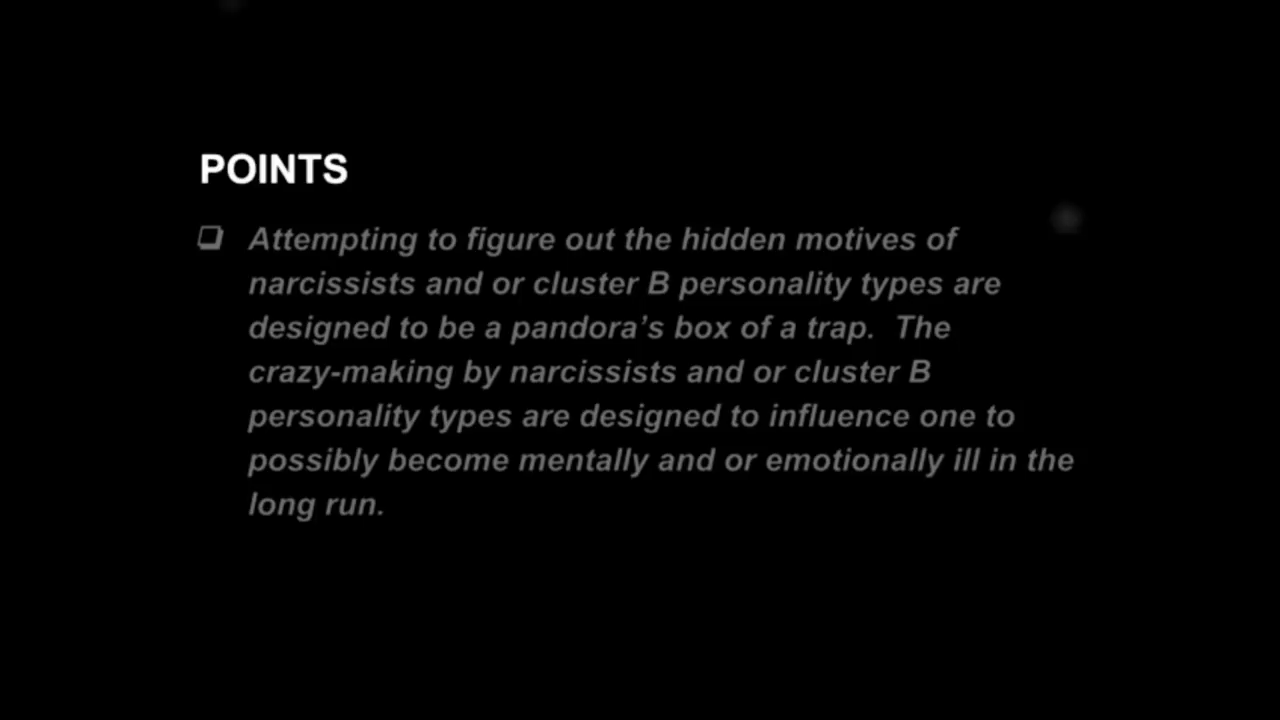 POINTS
❑ Attempting to figure out the hidden motives of
narcissists and or cluster B personality types are
designed to be a pandora’s box of a trap.  The
crazy-making by narcissists and or cluster B
personality types are designed to influence one to
possibly become mentally and or emotionally ill in the
long run.